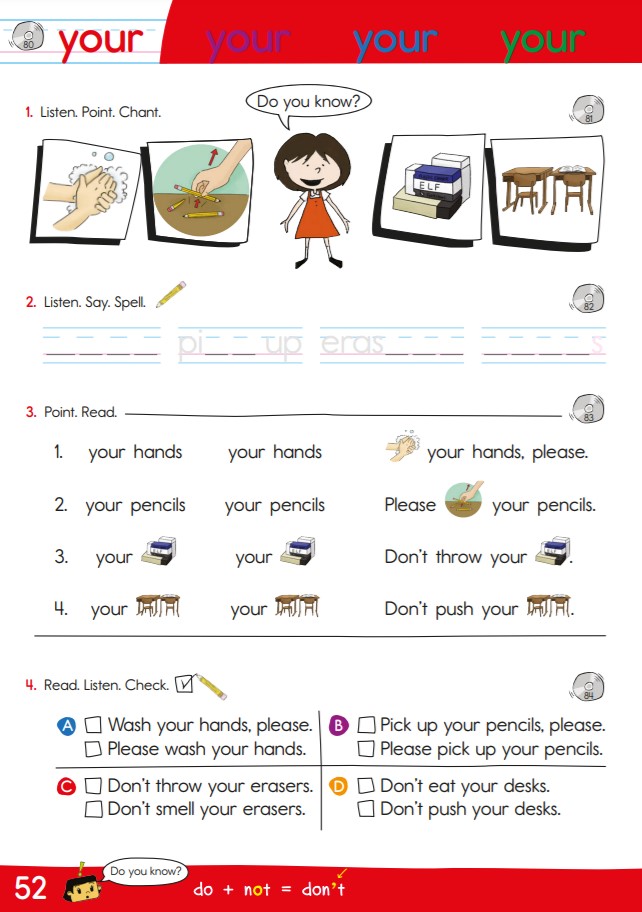 80 your your your your
1. Listen. Point. Chant.
Do you know?
81
ELF
2. Listen. Say. Spell.
82
_ _ _ _ pi_ _ up eras_ _ _ _ _ _ _s
3. Point. Read.
83
1. your hands your hands your hands, please.
2. your pencils your pencils Please your pencils.
3. your your Don't throw your .
4. your your Don't push your .
4. Read. Listen. Check.
84
A Wash your hands, please.
Please wash your hands.
B Pick up your pencils, please.
Please pick up your pencils.
C Don't throw your erasers.
Don't smell your erasers.
D Don't eat your desks.
Don't push your desks.
52
!
Do you know?
do + not = don't